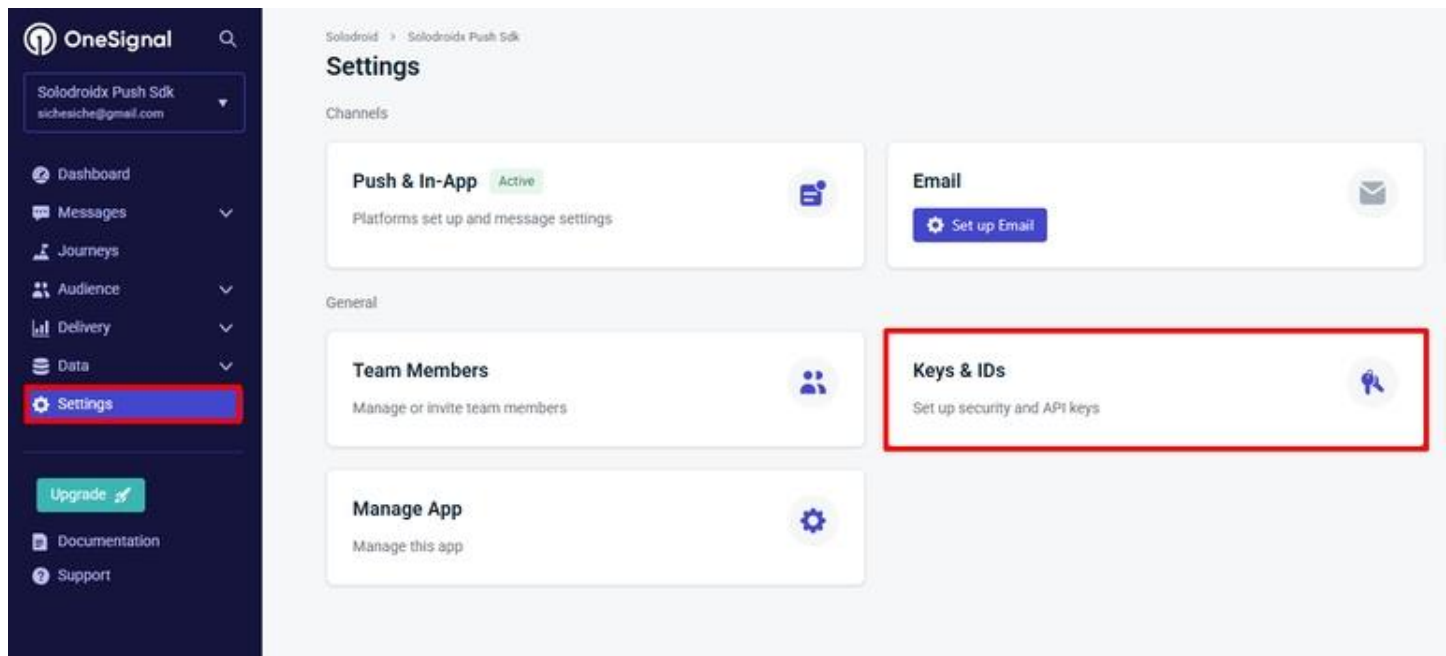 OneSignal
Solodroidx Push Sdk
sichesiche@gmail.com
Dashboard
Messages
Journeys
Audience
Delivery
Data
Settings
Upgrade
Documentation
Support
Solodroid > Solodroidx Push Sdk
Settings
Channels
Push & In-App Active
Platforms set up and message settings
Email
Set up Email
General
Team Members
Manage or invite team members
Keys & IDs
Set up security and API keys
Manage App
Manage this app